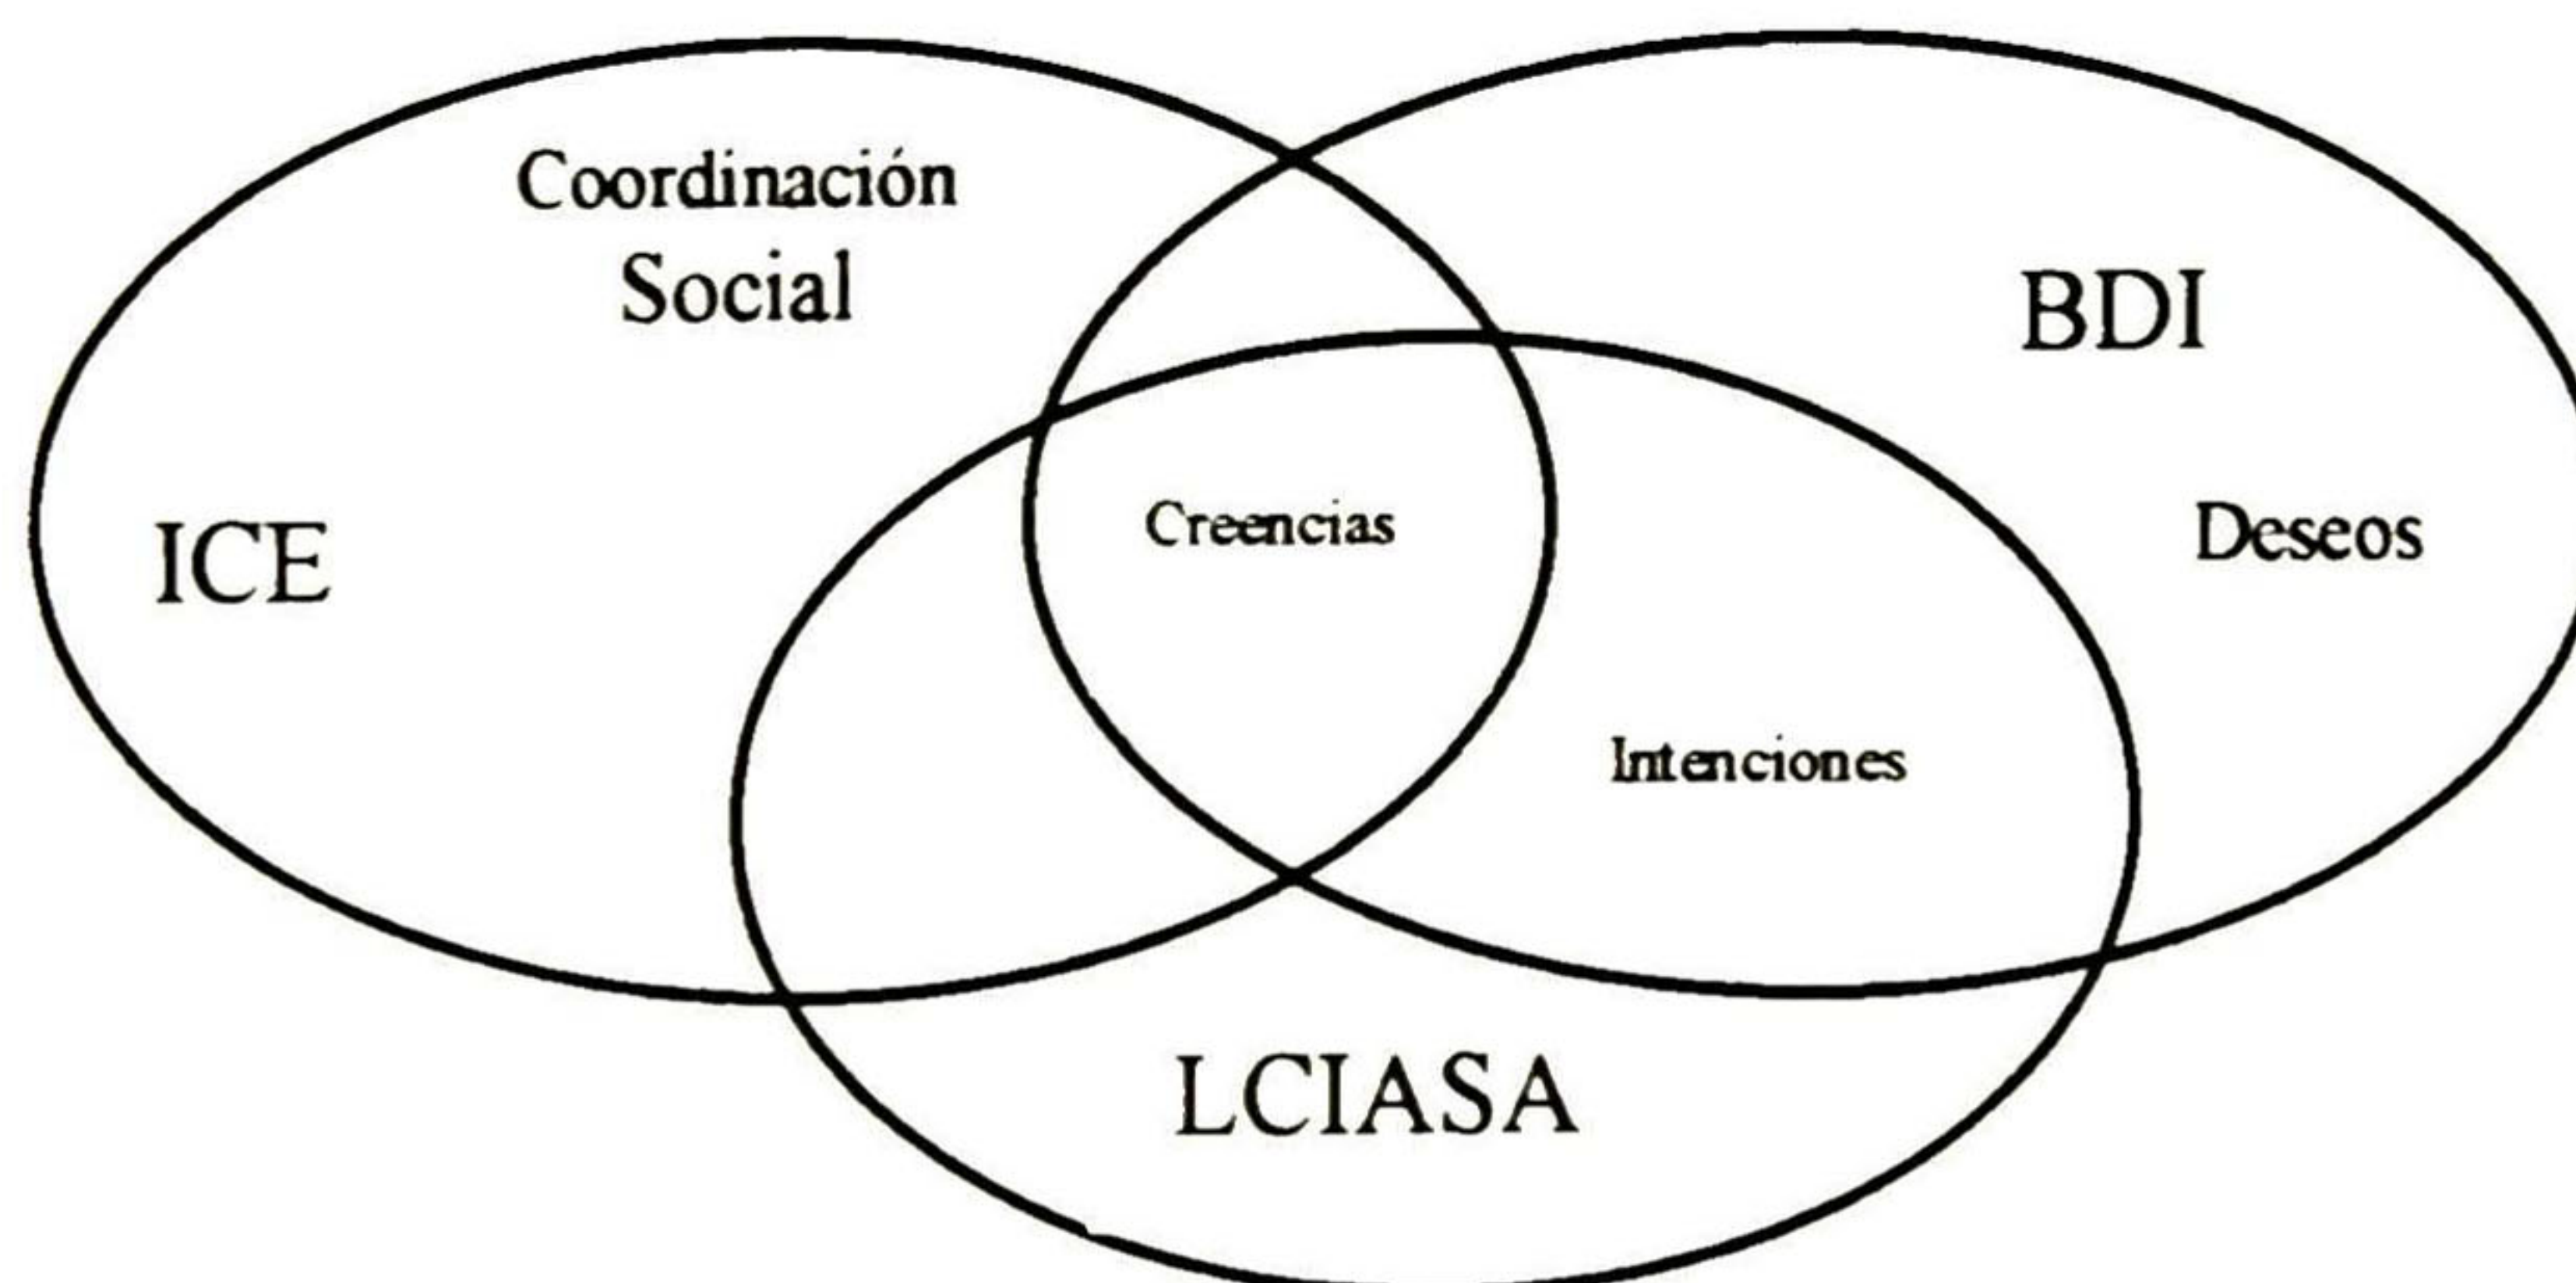 Coordinación
Social
BDI
ICE
Creencias
Deseos
Intenciones
LCIASA